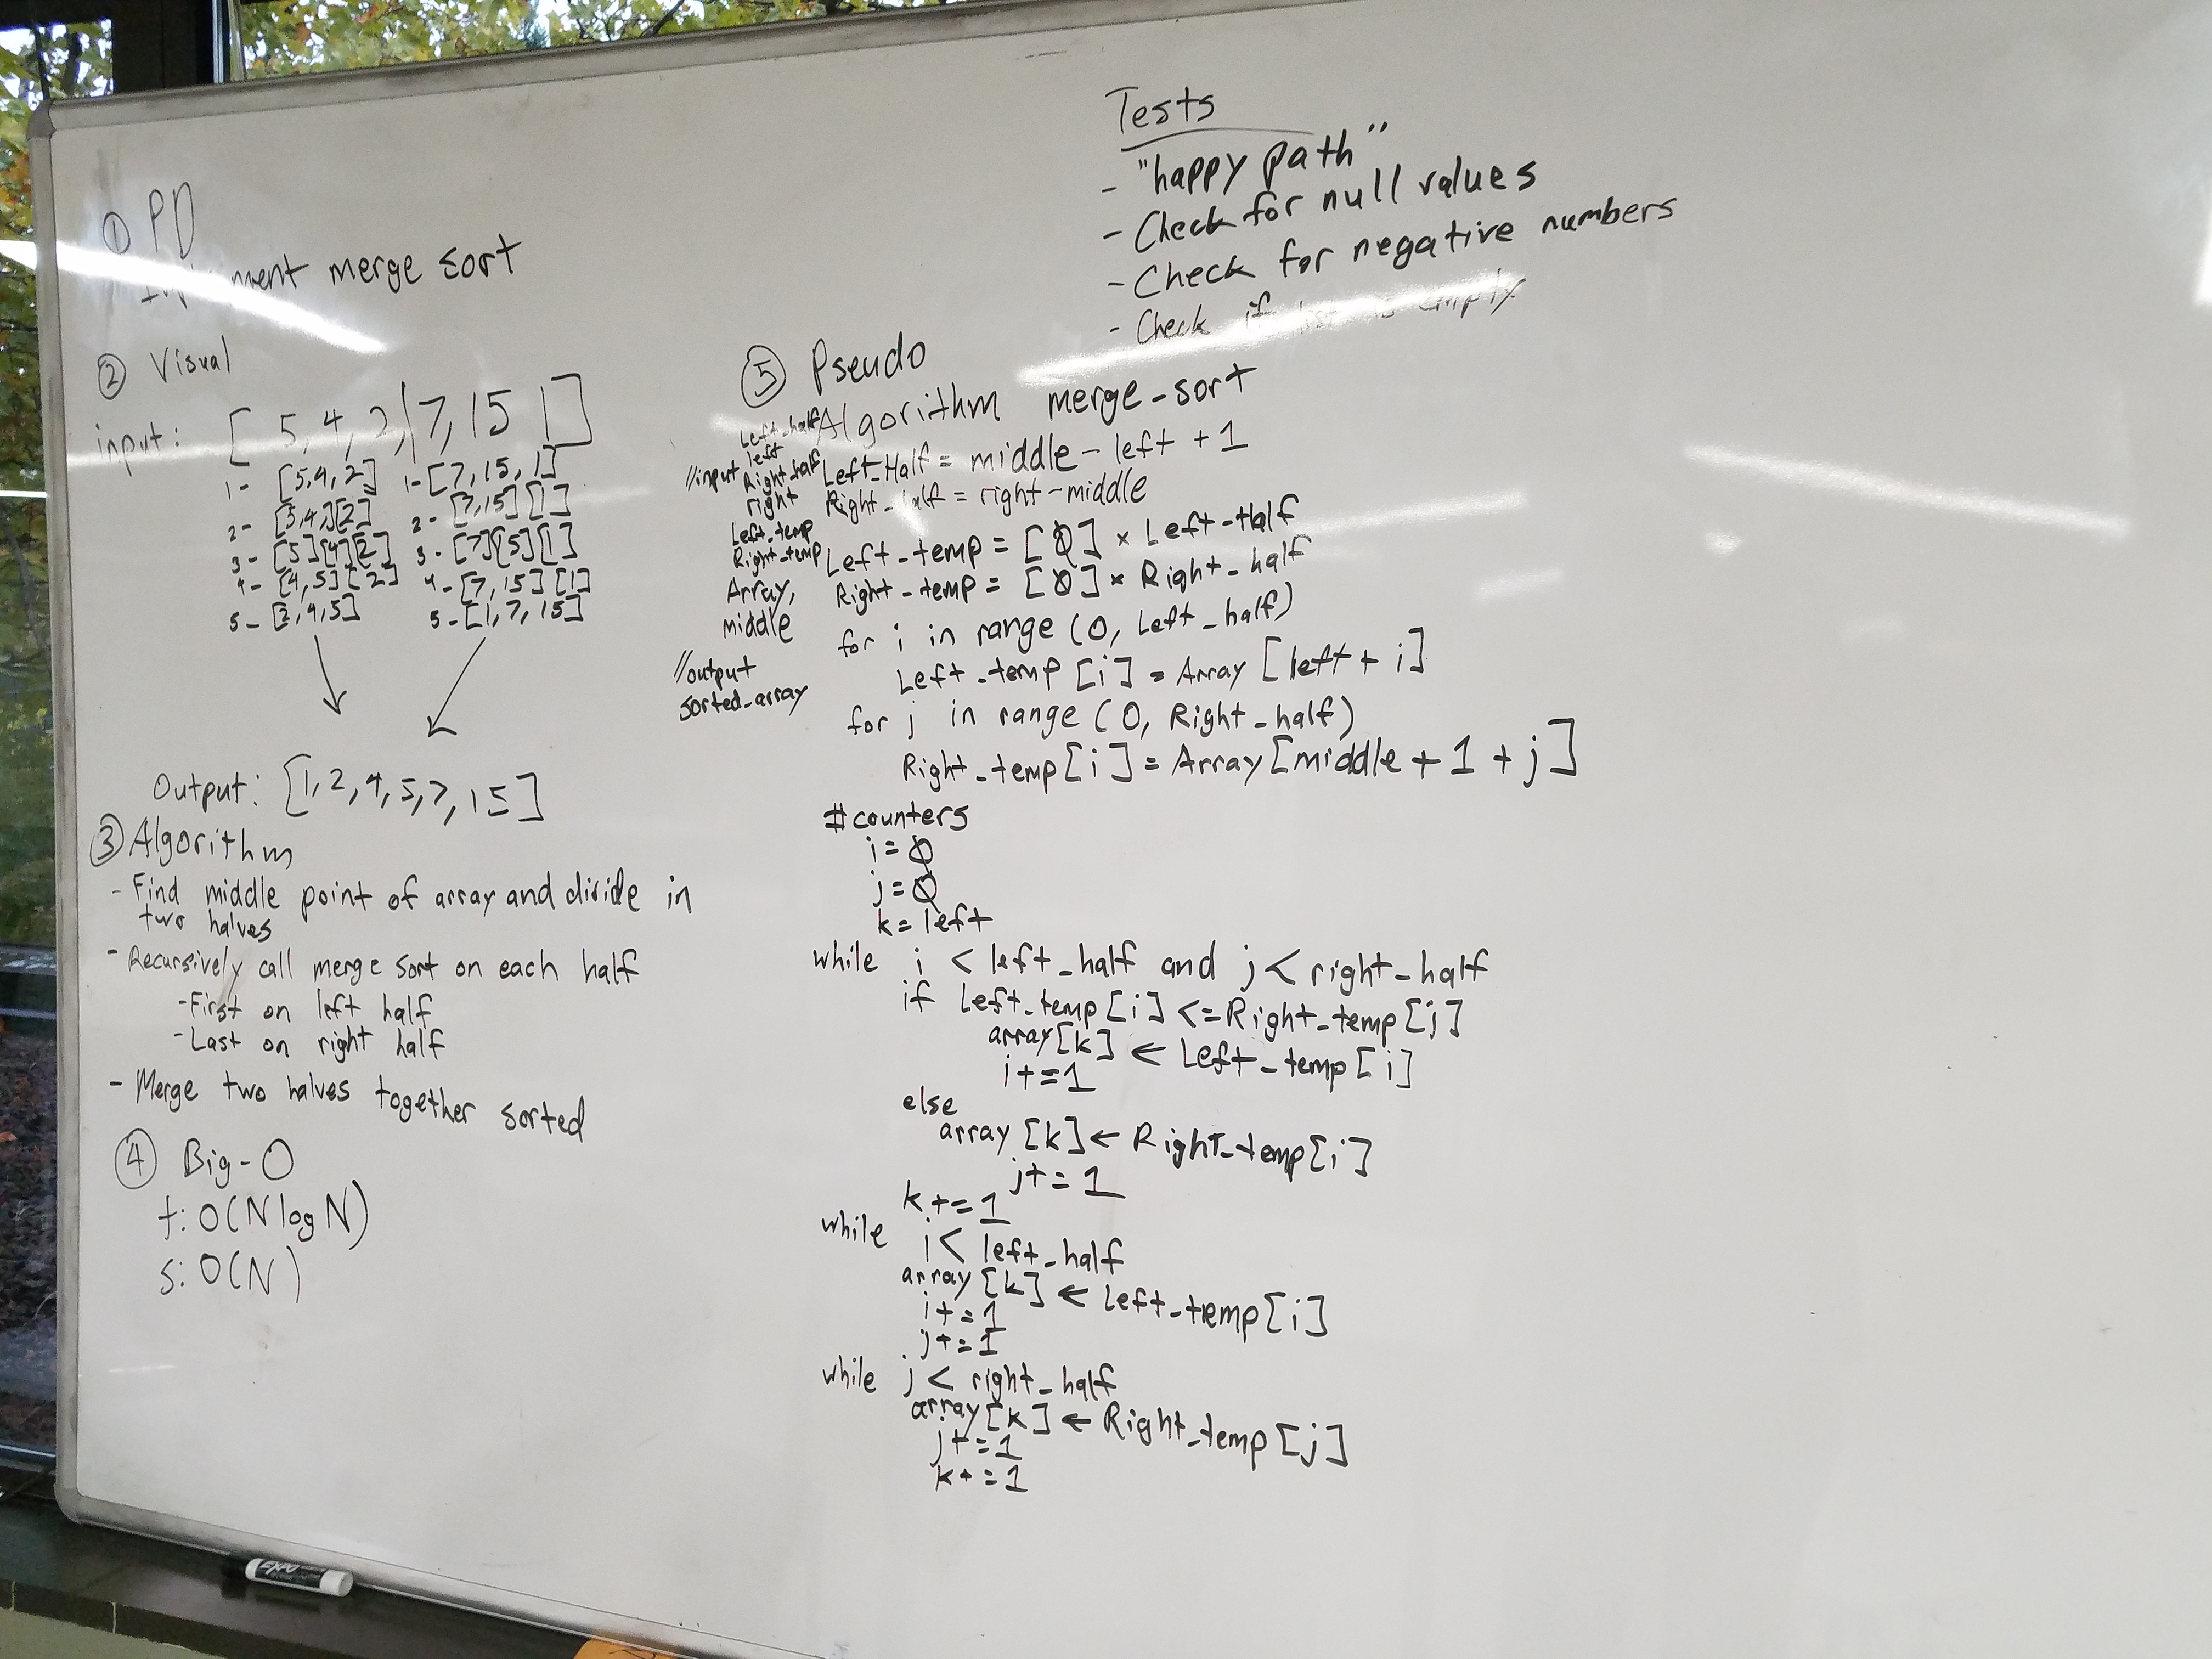 ① PD
Implement merge sort
② Visual
input: [5, 4, 2, | 7, 15 1]
1- [5,4,2] 1- [7, 15, 1]
2- [5,4,][2] 2- [7,15][1]
3- [5][4][2] 3- [7][15][1]
4- [4,5][2] 4- [7,15][1]
5- [2,4,5] 5- [1, 7, 15]
Output: [1, 2, 4, 5, 7, 15]
③ Algorithm
- Find middle point of array and divide in
two halves
- Recursively call merge sort on each half
- First on left half
- Last on right half
- Merge two halves together sorted
④ Big-O
t: O(N log N)
s: O(N)
Tests
- "happy path"
- Check for null values
- Check for negative numbers
- Check if list is empty
⑤ Pseudo
Algorithm merge-sort
//input
Left_half
left
Right_half
right
Left_temp
Right_temp
Array,
middle
//output
sorted_array
Left_Half = middle - left + 1
Right_half = right - middle
Left_temp = [0] × Left-Half
Right_temp = [0] × Right_half
for i in range (0, Left_half)
Left_temp [i] = Array [left + i]
for j in range (0, Right_half)
Right_temp [i] = Array [middle + 1 + j]
# counters
i = 0
j = 0
k = left
while i < left_half and j < right_half
if Left_temp [i] <= Right_temp [j]
array [k] ← Left_temp [i]
i += 1
else
array [k] ← Right_temp [i]
j += 1
k += 1
while i < left_half
array [k] ← Left_temp [i]
i += 1
j += 1
while j < right_half
array [k] ← Right_temp [j]
j += 1
k += 1
EXPO